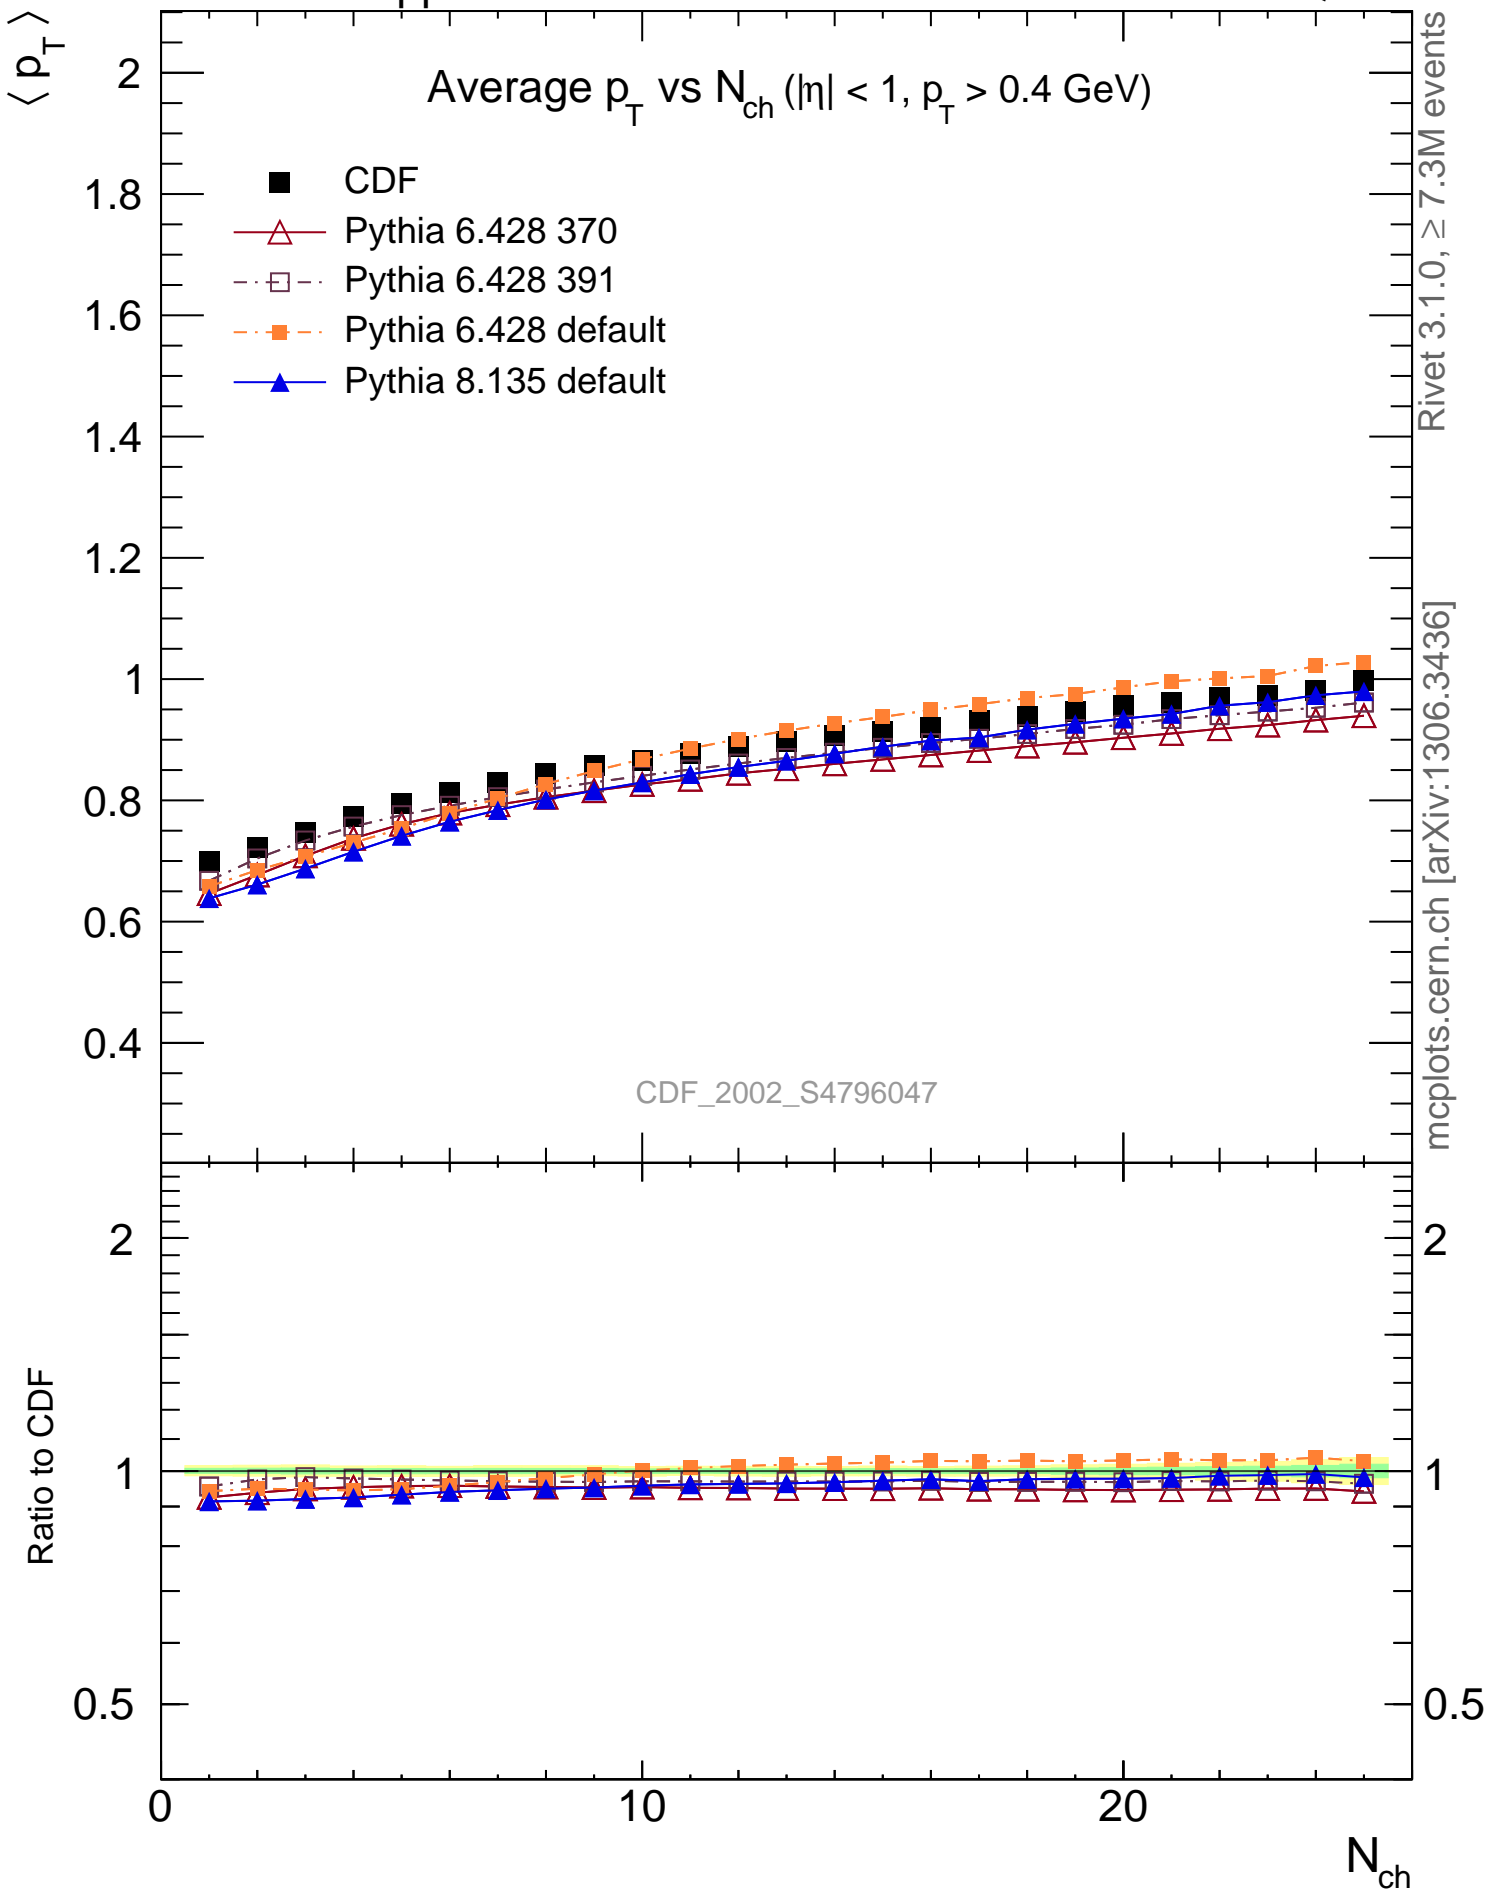 ⟨ p_T ⟩
Average p_T vs N_ch (|η| < 1, p_T > 0.4 GeV)
CDF
Pythia 6.428 370
Pythia 6.428 391
Pythia 6.428 default
Pythia 8.135 default
2
1.8
1.6
1.4
1.2
1
0.8
0.6
0.4
CDF_2002_S4796047
Rivet 3.1.0, ≥ 7.3M events
mcplots.cern.ch [arXiv:1306.3436]
Ratio to CDF
2
1
0.5
2
1
0.5
0
10
20
N_ch